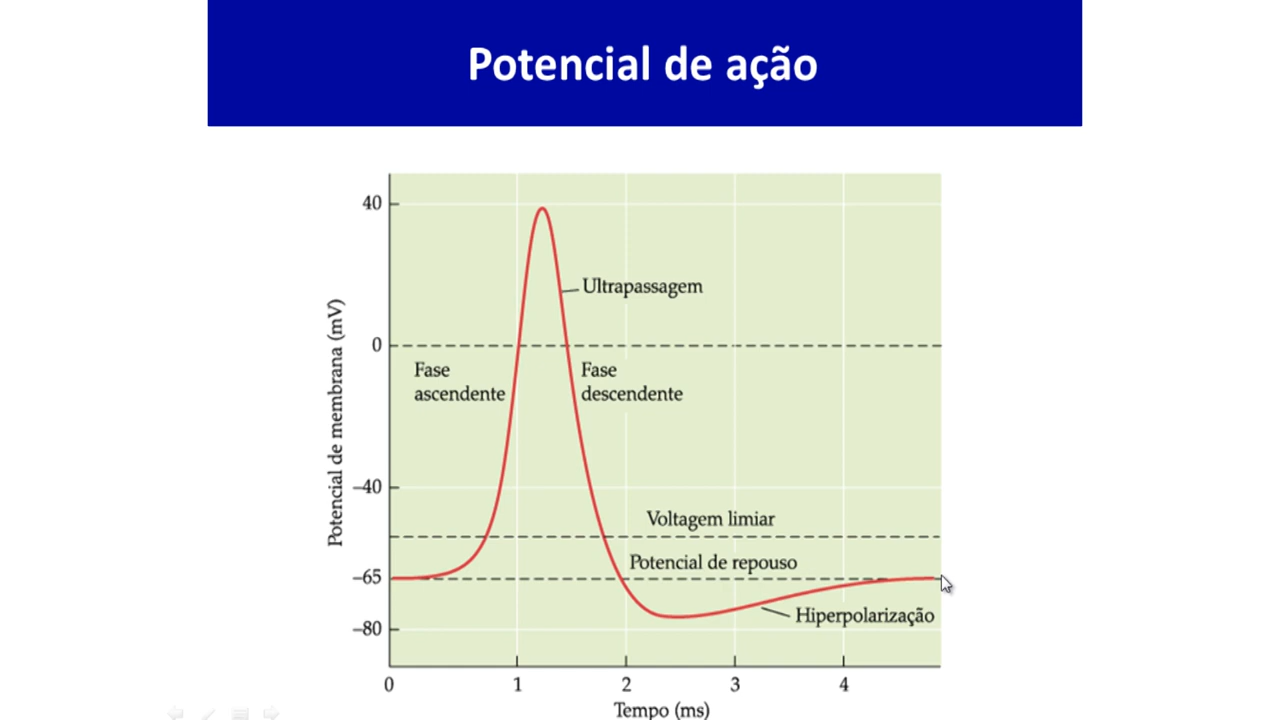 Potencial de ação
40
Ultrapassagem
0
Fase
ascendente
Fase
descendente
Potencial de membrana (mV)
–40
Voltagem limiar
Potencial de repouso
–65
Hiperpolarização
–80
0 1 2 3 4
Tempo (ms)